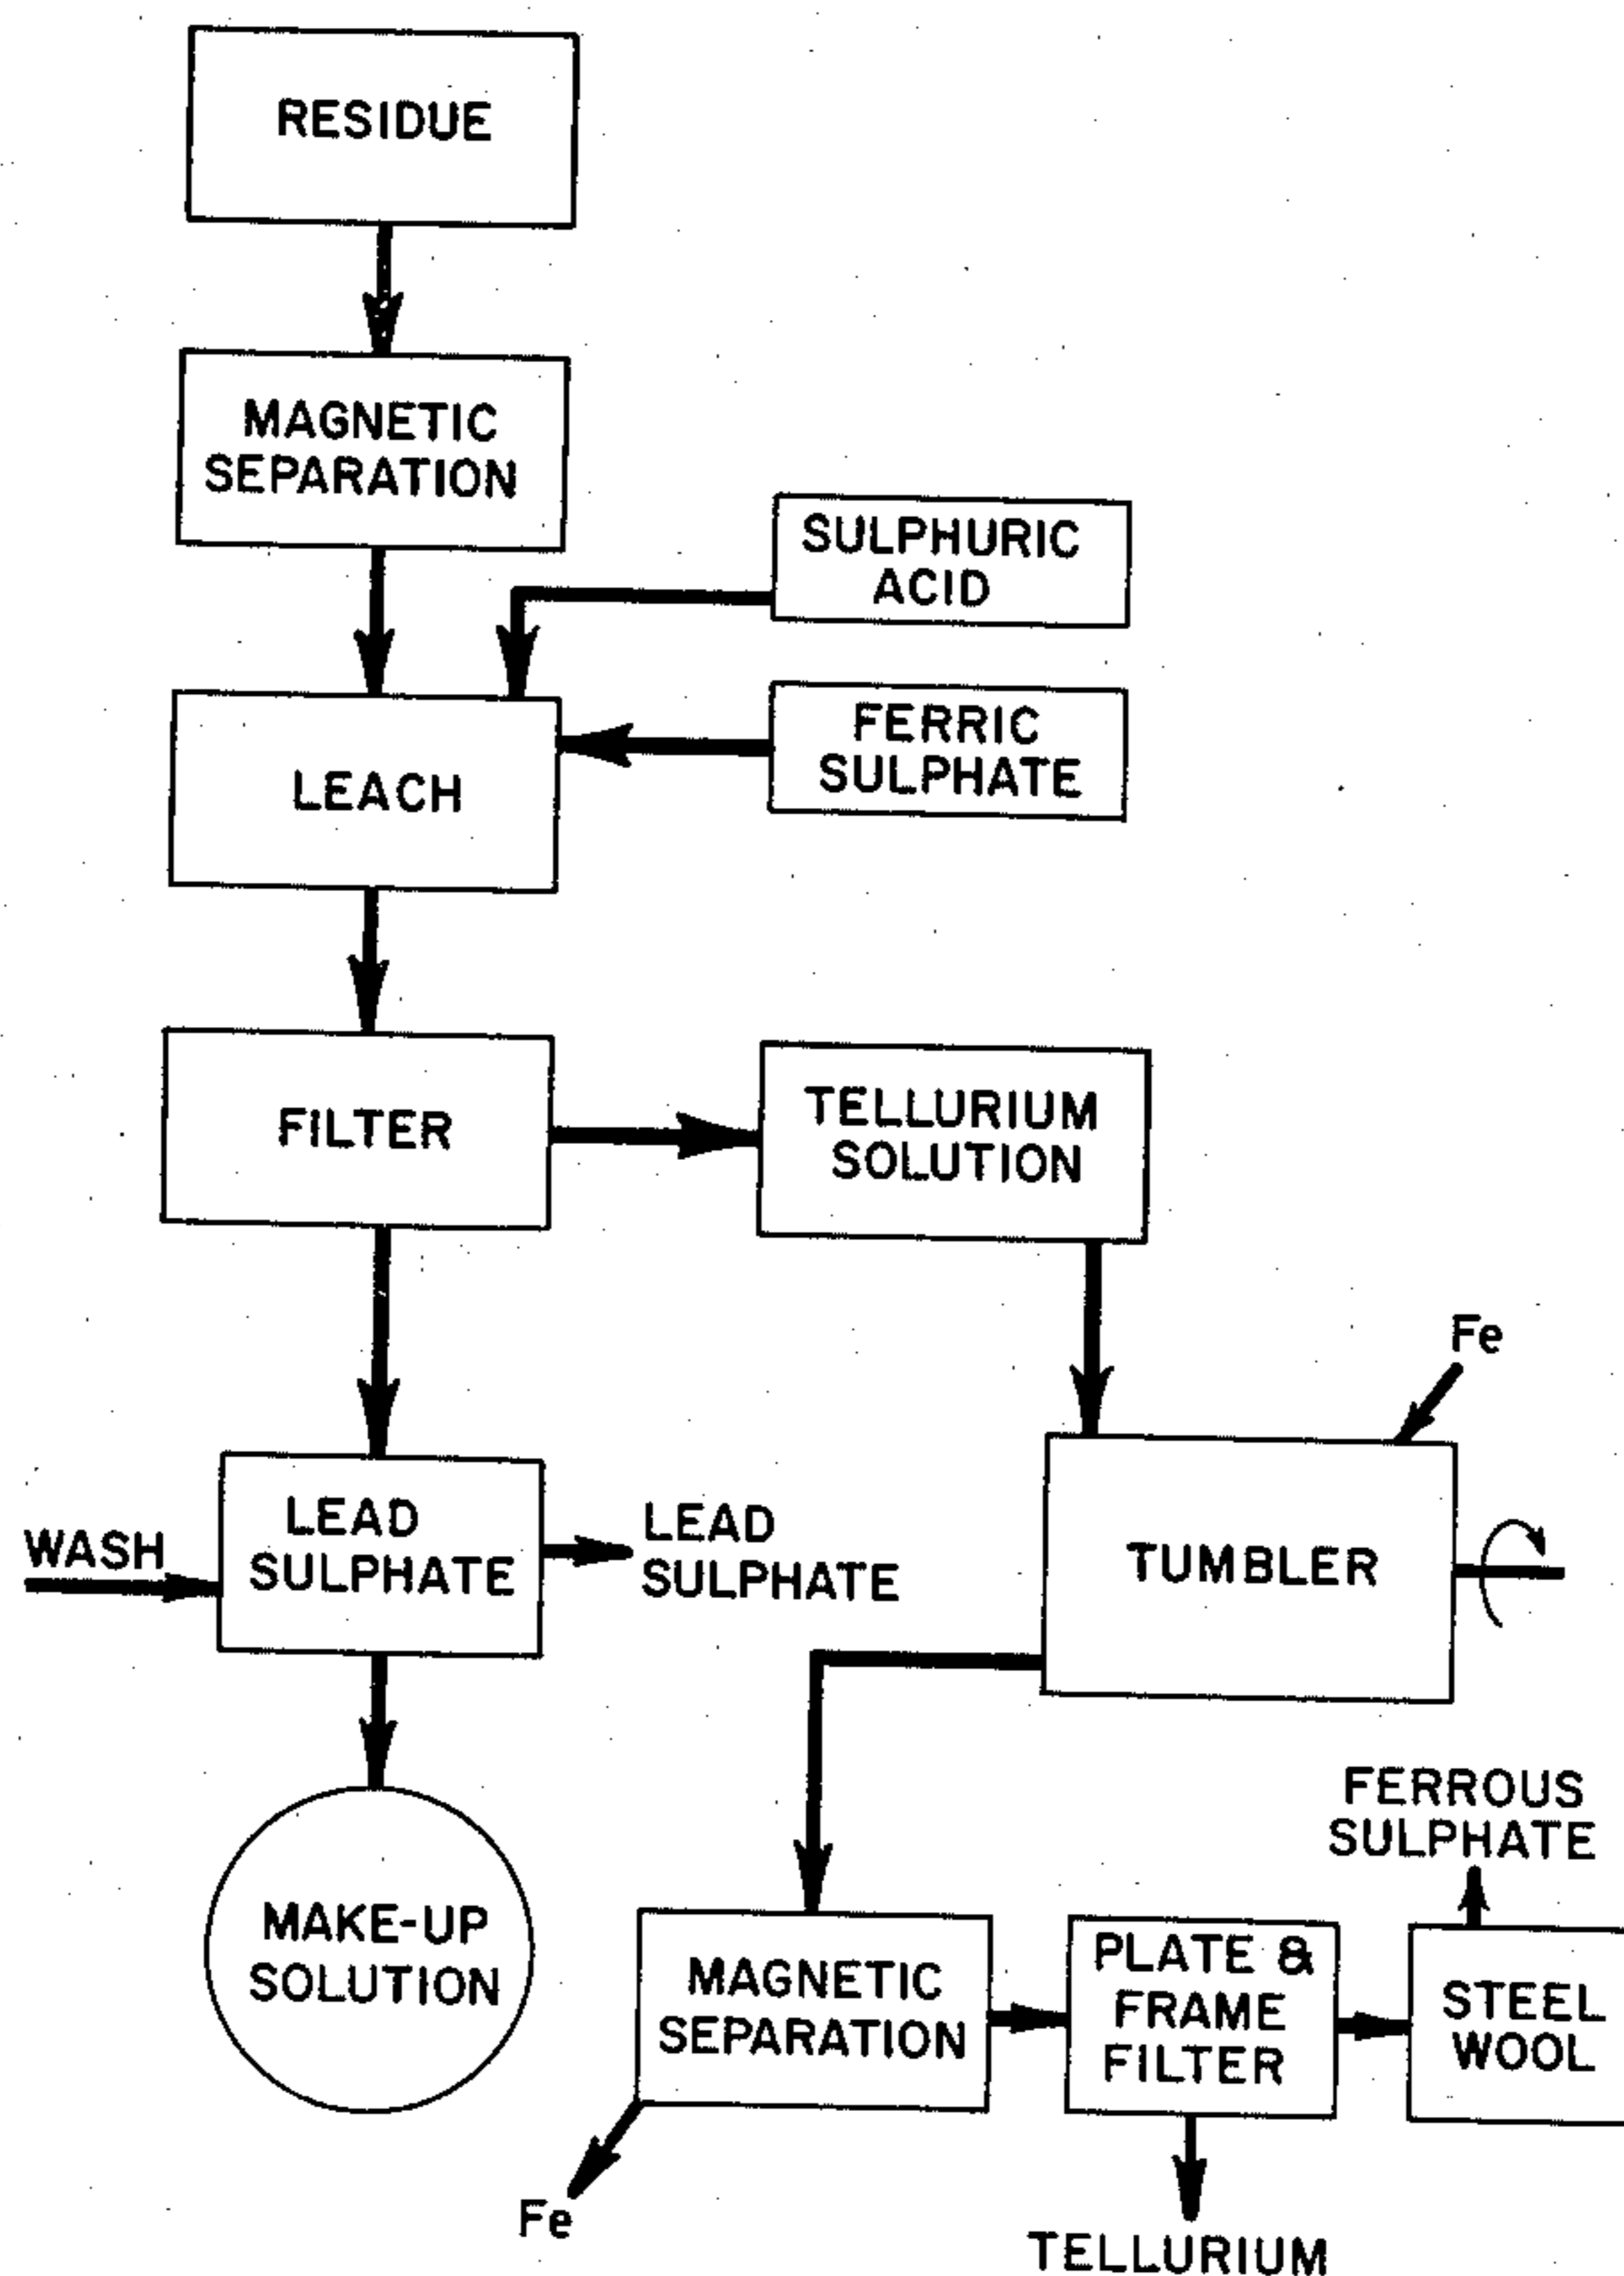 RESIDUE
MAGNETIC
SEPARATION
SULPHURIC
ACID
FERRIC
SULPHATE
LEACH
FILTER
TELLURIUM
SOLUTION
Fe
WASH
LEAD
SULPHATE
LEAD
SULPHATE
TUMBLER
FERROUS
SULPHATE
MAKE-UP
SOLUTION
MAGNETIC
SEPARATION
PLATE &
FRAME
FILTER
STEEL
WOOL
Fe
TELLURIUM